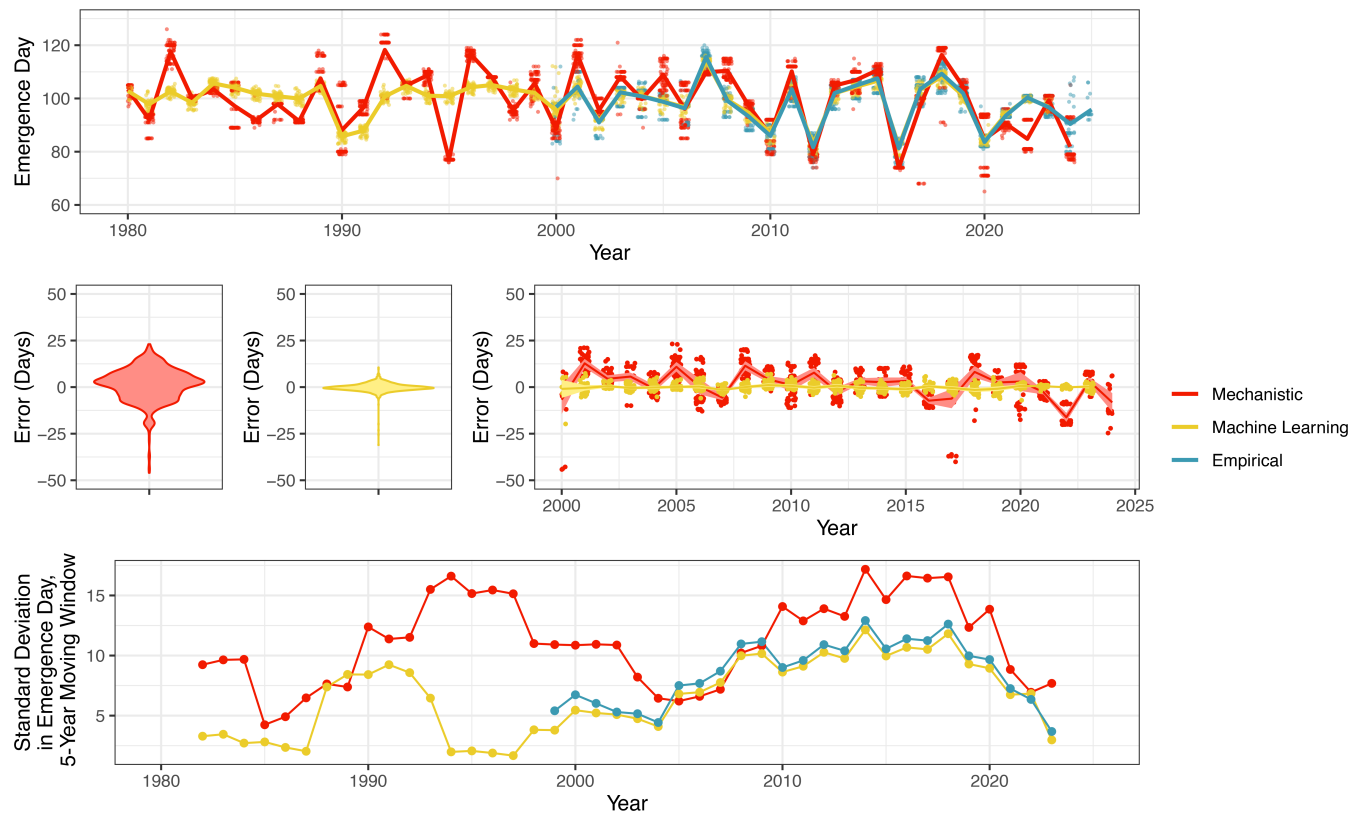 Emergence Day
120
100
80
60
1980
1990
2000
2010
2020
Year
Error (Days)
50
25
0
−25
−50
Error (Days)
50
25
0
−25
−50
Error (Days)
50
25
0
−25
−50
2000
2005
2010
2015
2020
2025
Year
Mechanistic
Machine Learning
Empirical
Standard Deviation
in Emergence Day,
5-Year Moving Window
15
10
5
1980
1990
2000
2010
2020
Year